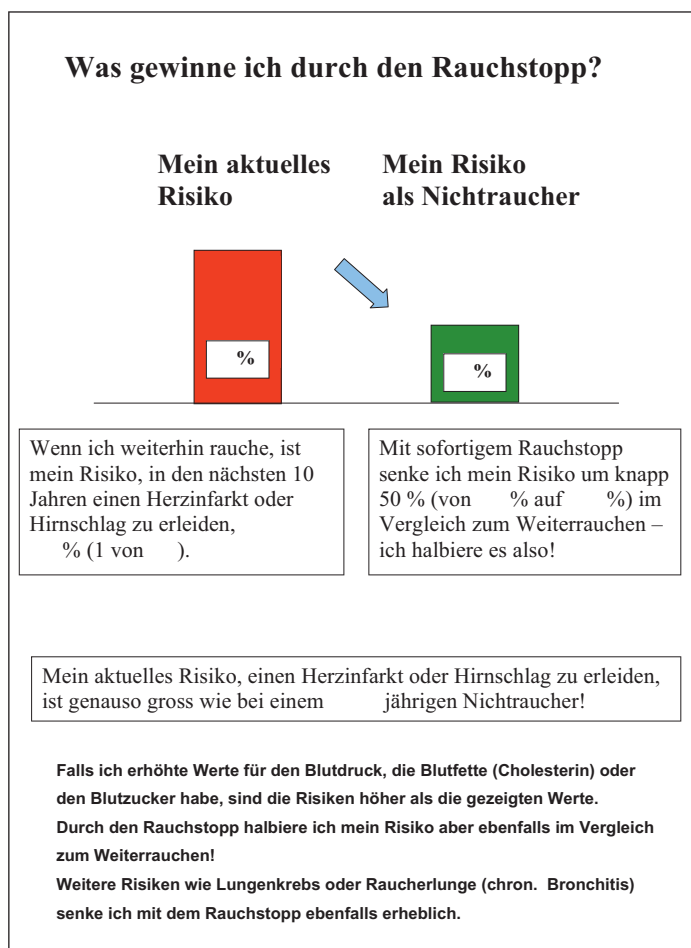 Was gewinne ich durch den Rauchstopp?
Mein aktuelles
Risiko
Mein Risiko
als Nichtraucher
%
%
Wenn ich weiterhin rauche, ist
mein Risiko, in den nächsten 10
Jahren einen Herzinfarkt oder
Hirnschlag zu erleiden,
% (1 von ).
Mit sofortigem Rauchstopp
senke ich mein Risiko um knapp
50 % (von % auf %) im
Vergleich zum Weiterrauchen –
ich halbiere es also!
Mein aktuelles Risiko, einen Herzinfarkt oder Hirnschlag zu erleiden,
ist genauso gross wie bei einem jährigen Nichtraucher!
Falls ich erhöhte Werte für den Blutdruck, die Blutfette (Cholesterin) oder
den Blutzucker habe, sind die Risiken höher als die gezeigten Werte.
Durch den Rauchstopp halbiere ich mein Risiko aber ebenfalls im Vergleich
zum Weiterrauchen!
Weitere Risiken wie Lungenkrebs oder Raucherlunge (chron. Bronchitis)
senke ich mit dem Rauchstopp ebenfalls erheblich.